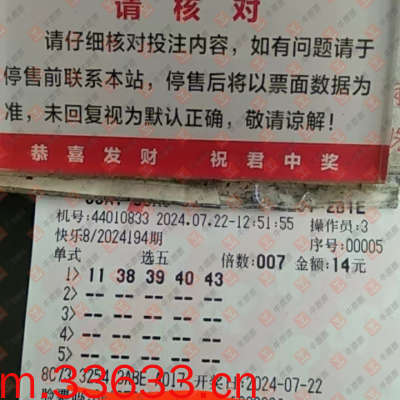 请核对
请仔细核对投注内容，如有问题请于
停售前联系本站，停售后将以票面数据为
准，未回复视为默认正确，敬请谅解！
恭喜发财 祝君中奖
机号:44010833 2024.07.22-12:51:55 操作员:3
快乐8/2024194期 序号:00005
单式 选五 倍数:007 金额:14元
1> 11 38 39 40 43
2> -- -- -- -- --
3> -- -- -- -- --
4> -- -- -- -- --
5> -- -- -- -- --
开奖日:2024-07-22
m.33033.cn